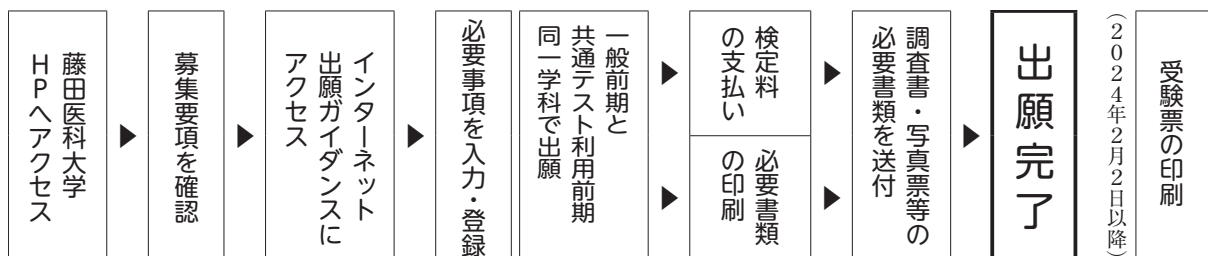 藤田医科大学
HPへアクセス
▶
募集要項を確認
▶
インターネット
出願ガイダンスに
アクセス
▶
必要事項を入力・登録
一般前期と
共通テスト利用前期
同一学科で出願
▶
検定料
の支払い
▶
必要書類
の印刷
▶
▶
調査書・写真票等の
必要書類を送付
▶
出願完了
(2024年2月2日以降)
受験票の印刷